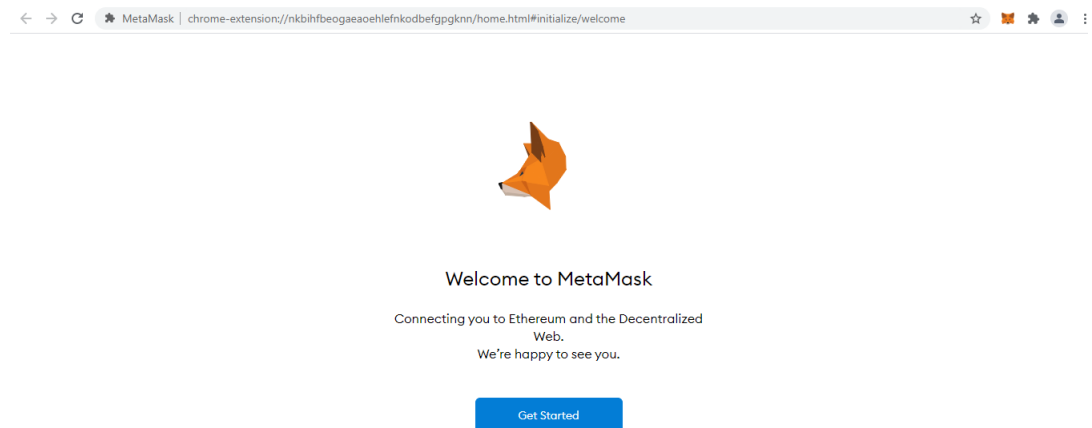 MetaMask | chrome-extension://nkbihfbeogaeaoehlefnkodbefgpgknn/home.html#initialize/welcome
Welcome to MetaMask
Connecting you to Ethereum and the Decentralized
Web.
We're happy to see you.
Get Started